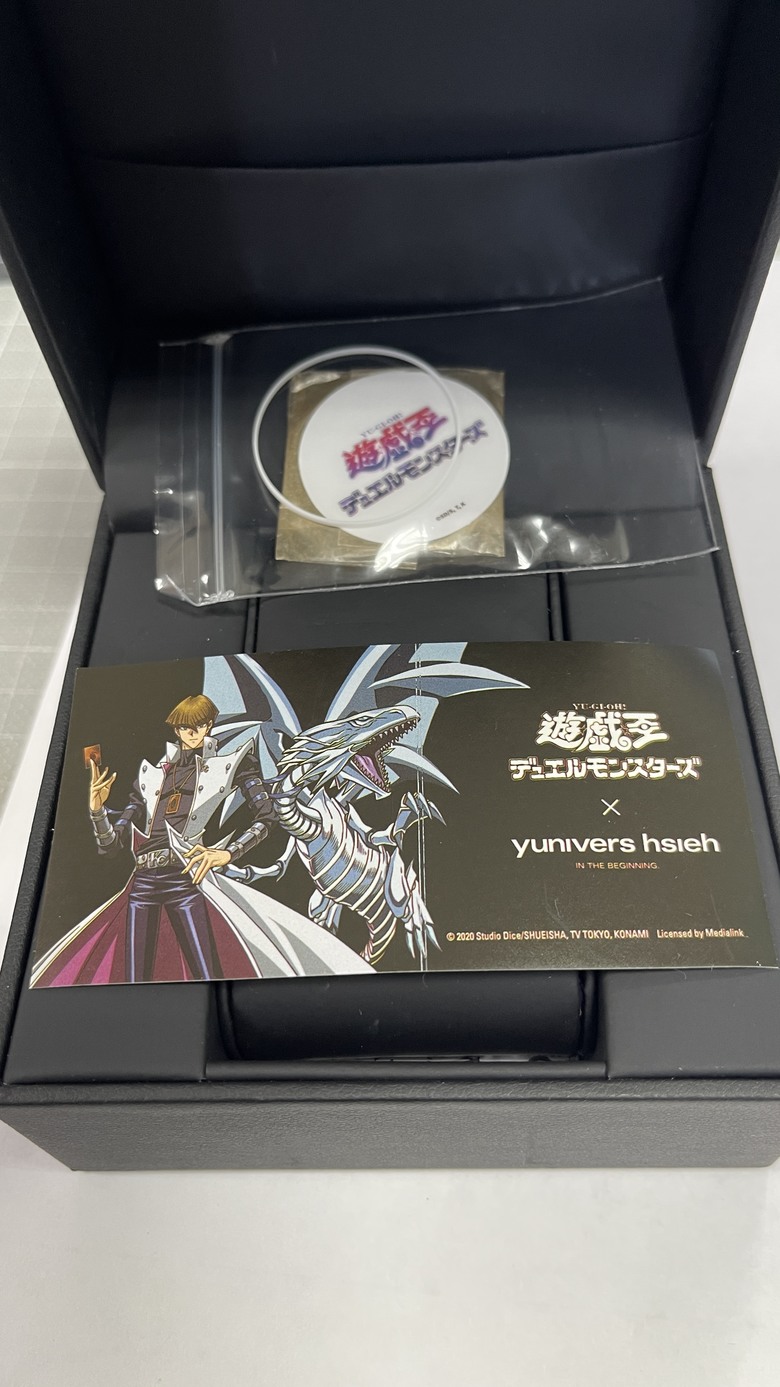 YU-GI-OH!
遊戯王
デュエルモンスターズ
YU-GI-OH!
遊戯王
デュエルモンスターズ
×
yunivers hsieh
IN THE BEGINNING.
© 2020 Studio Dice/SHUEISHA, TV TOKYO, KONAMI Licensed by Medialink